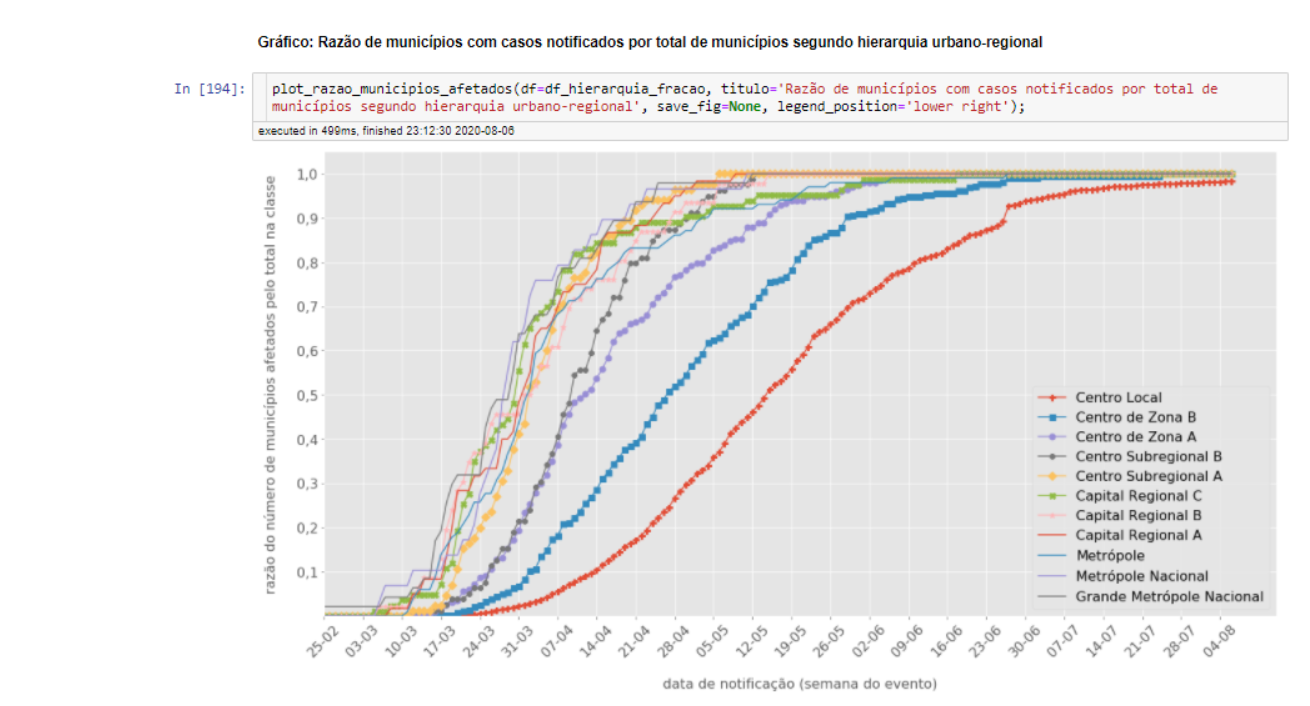 Gráfico: Razão de municípios com casos notificados por total de municípios segundo hierarquia urbano-regional
In [194]: plot_razao_municipios_afetados(df=df_hierarquia_fracao, titulo='Razão de municípios com casos notificados por total de
municípios segundo hierarquia urbano-regional', save_fig=None, legend_position='lower right');
executed in 499ms, finished 23:12:30 2020-08-06
razão do número de municípios afetados pelo total na classe
1,0
0,9
0,8
0,7
0,6
0,5
0,4
0,3
0,2
0,1
Centro Local
Centro de Zona B
Centro de Zona A
Centro Subregional B
Centro Subregional A
Capital Regional C
Capital Regional B
Capital Regional A
Metrópole
Metrópole Nacional
Grande Metrópole Nacional
25-02 03-03 10-03 17-03 24-03 31-03 07-04 14-04 21-04 28-04 05-05 12-05 19-05 26-05 02-06 09-06 16-06 23-06 30-06 07-07 14-07 21-07 28-07 04-08
data de notificação (semana do evento)